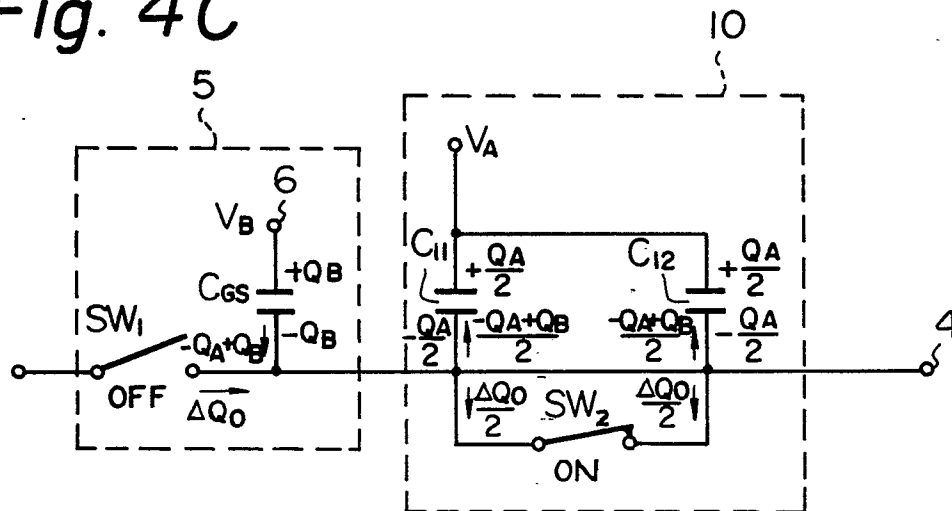 Fig. 4C
10
5
VA
6
VB
C11
+QA/2
C12
+QA/2
+QB
CGS
SW1
-QA+QB
-QB
-QA/2
-QA+QB/2
-QA+QB/2
-QA/2
4
OFF
ΔQ0
ΔQ0/2
SW2
ΔQ0/2
ON